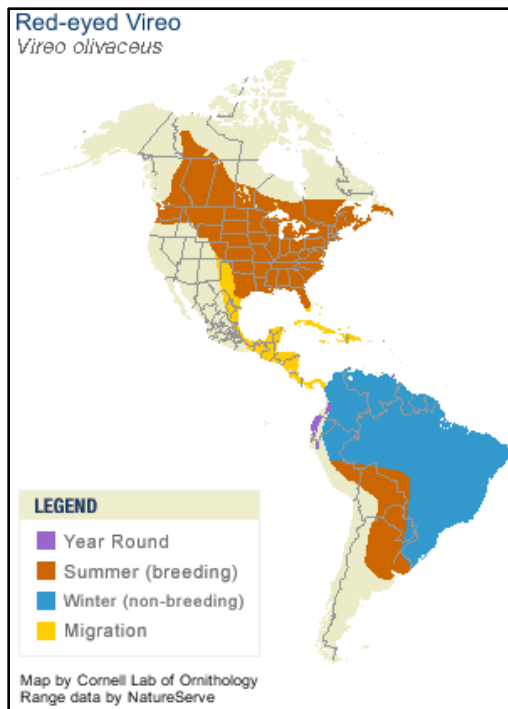 Red-eyed Vireo
Vireo olivaceus
LEGEND
Year Round
Summer (breeding)
Winter (non-breeding)
Migration
Map by Cornell Lab of Ornithology
Range data by NatureServe